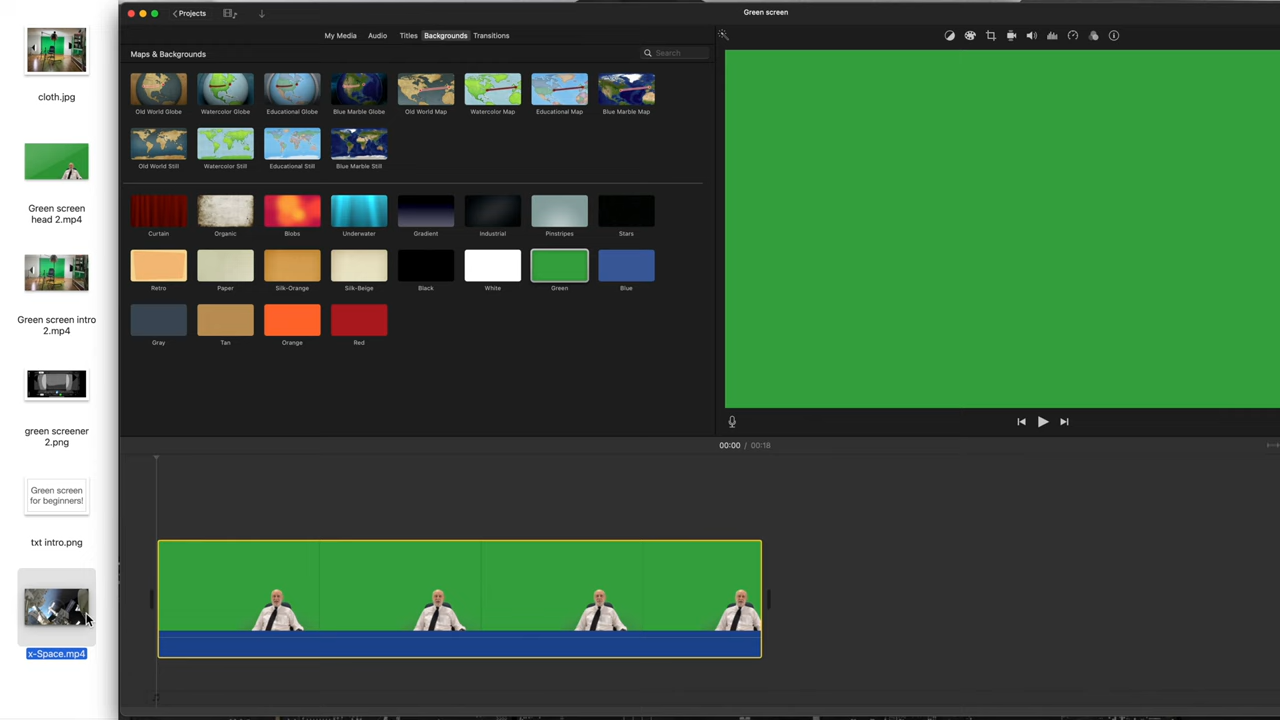 Projects
Green screen
My Media
Audio
Titles
Backgrounds
Transitions
Maps & Backgrounds
Search
Old World Globe
Watercolor Globe
Educational Globe
Blue Marble Globe
Old World Map
Watercolor Map
Educational Map
Blue Marble Map
Old World Still
Watercolor Still
Educational Still
Blue Marble Still
Curtain
Organic
Blobs
Underwater
Gradient
Industrial
Pinstripes
Stars
Retro
Paper
Silk-Orange
Silk-Beige
Black
White
Green
Blue
Gray
Tan
Orange
Red
00:00 / 00:18
cloth.jpg
Green screen
head 2.mp4
Green screen intro
2.mp4
green screener
2.png
Green screen
for beginners!
txt intro.png
x-Space.mp4